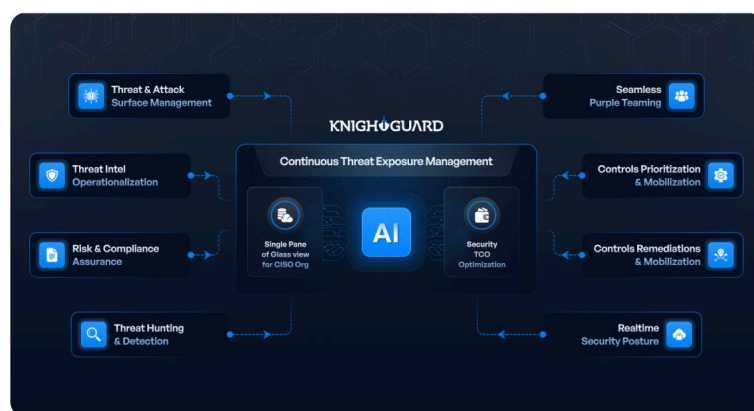 Threat & Attack
Surface Management
Threat Intel
Operationalization
Risk & Compliance
Assurance
Threat Hunting
& Detection
KNIGHTGUARD
Continuous Threat Exposure Management
Single Pane
of Glass view
for CISO Org
AI
Security
TCO
Optimization
Seamless
Purple Teaming
Controls Prioritization
& Mobilization
Controls Remediations
& Mobilization
Realtime
Security Posture